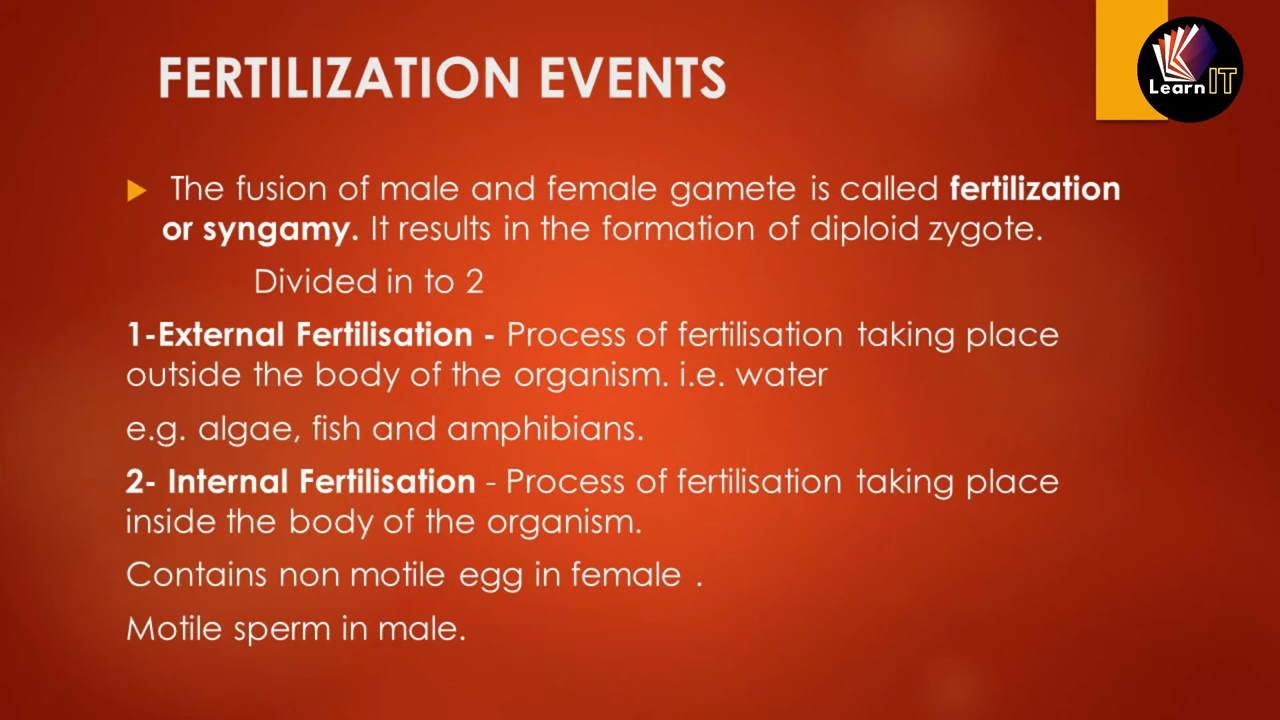 FERTILIZATION EVENTS
Learn IT
The fusion of male and female gamete is called fertilization
or syngamy. It results in the formation of diploid zygote.
Divided in to 2
1-External Fertilisation - Process of fertilisation taking place
outside the body of the organism. i.e. water
e.g. algae, fish and amphibians.
2- Internal Fertilisation - Process of fertilisation taking place
inside the body of the organism.
Contains non motile egg in female .
Motile sperm in male.